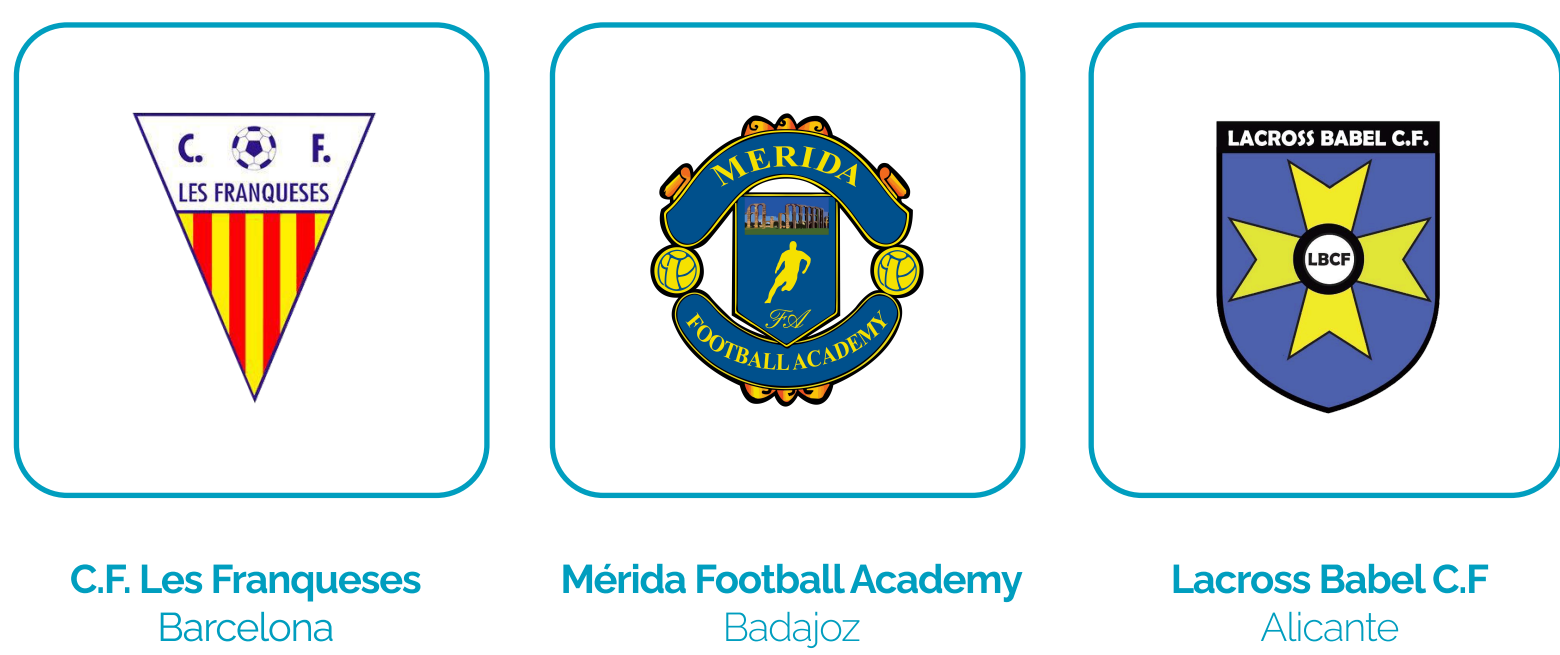 C. F.
LES FRANQUESES
MERIDA
FA
FOOTBALL ACADEMY
LACROSS BABEL C.F.
LBCF
C.F. Les Franqueses
Barcelona
Mérida Football Academy
Badajoz
Lacross Babel C.F
Alicante